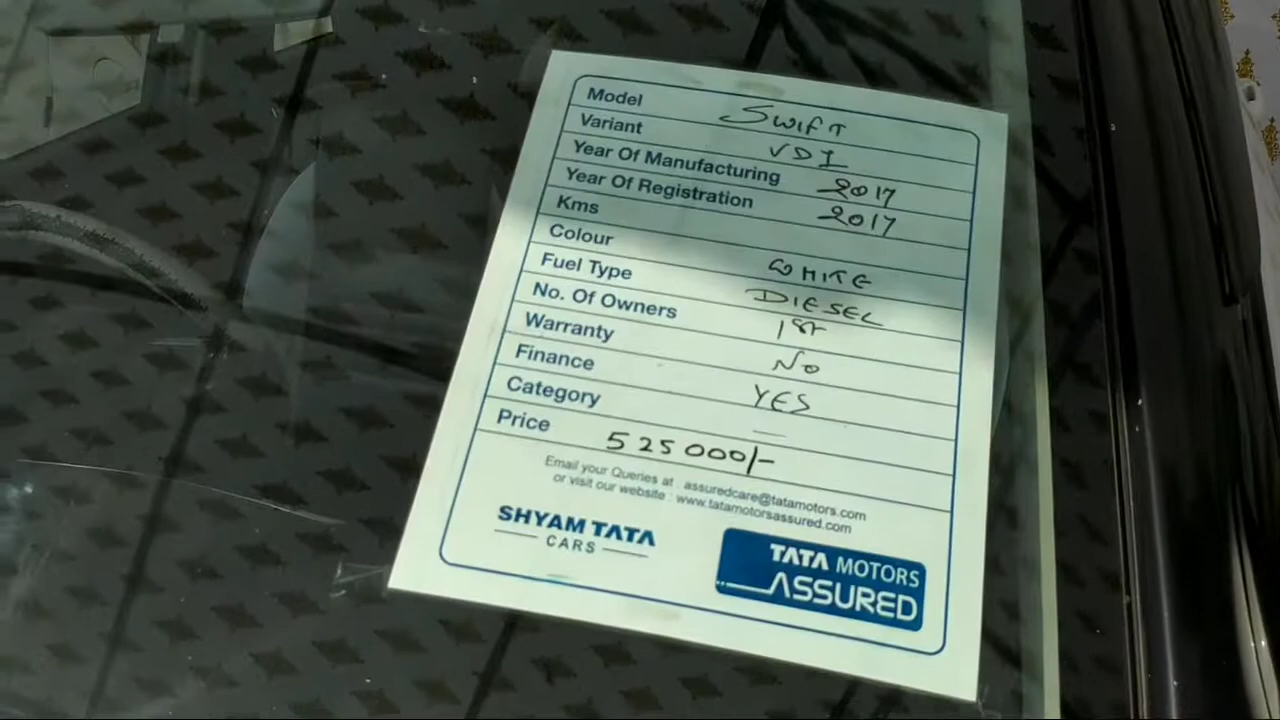 Model SWIFT
Variant VDI
Year Of Manufacturing 2017
Year Of Registration 2017
Kms
Colour WHITE
Fuel Type DIESEL
No. Of Owners 1ST
Warranty No
Finance YES
Category —
Price 525000/-
Email your Queries at : assuredcare@tatamotors.com
or visit our website : www.tatamotorsassured.com
SHYAM TATA
CARS
TATA MOTORS
ASSURED